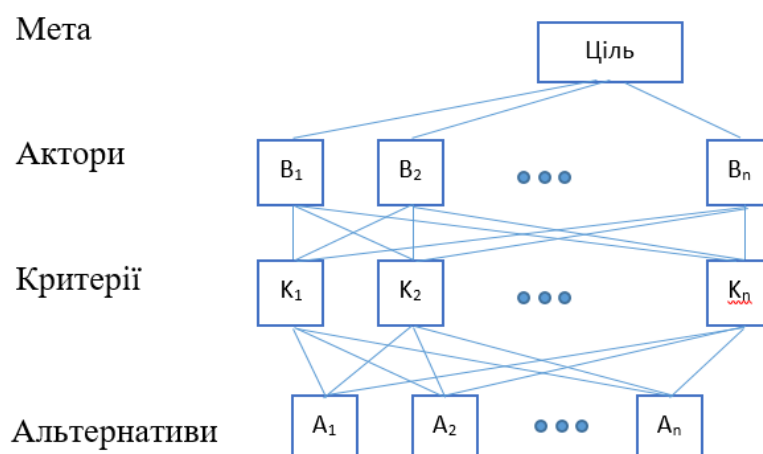 Мета
Ціль
Актори
B₁ B₂ Bₙ
Критерії
K₁ K₂ Kₙ
Альтернативи
A₁ A₂ Aₙ